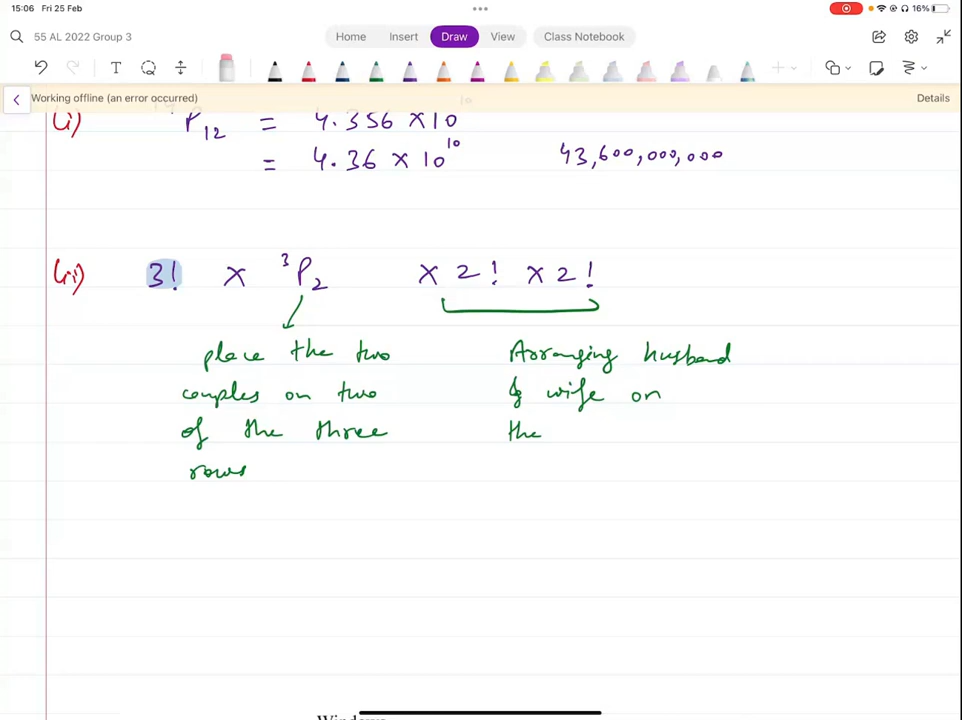 15:06 Fri 25 Feb
16%
55 AL 2022 Group 3
Home Insert Draw View Class Notebook
Working offline (an error occurred) Details
(i) P12 = 4.356 × 10^10
= 4.36 × 10^10 43,600,000,000
(ii) 3! × 3P2 × 2! × 2!
place the two Arranging husband
couples on two & wife on
of the three the
rows
Windows